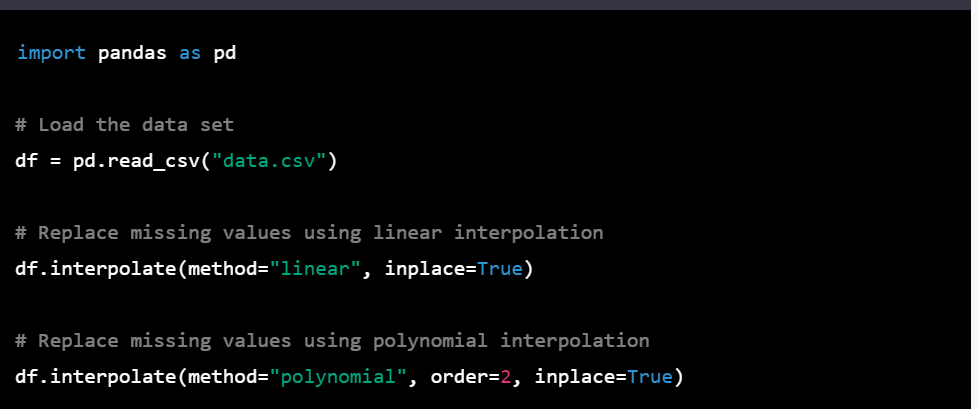 import pandas as pd
# Load the data set
df = pd.read_csv("data.csv")
# Replace missing values using linear interpolation
df.interpolate(method="linear", inplace=True)
# Replace missing values using polynomial interpolation
df.interpolate(method="polynomial", order=2, inplace=True)